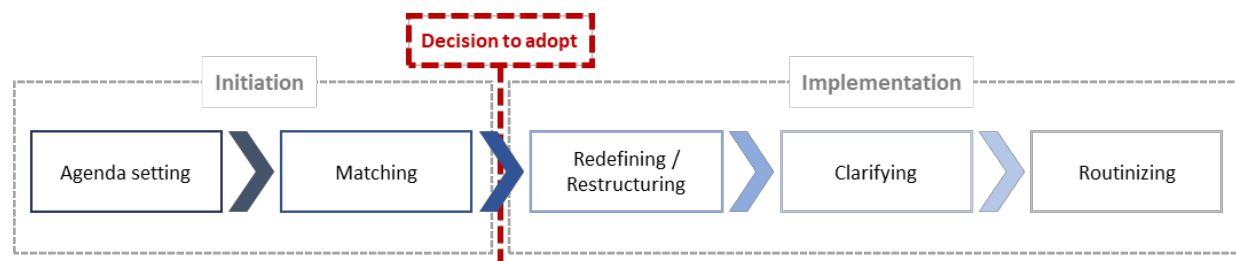 Decision to adopt
Initiation
Implementation
Agenda setting
Matching
Redefining /
Restructuring
Clarifying
Routinizing